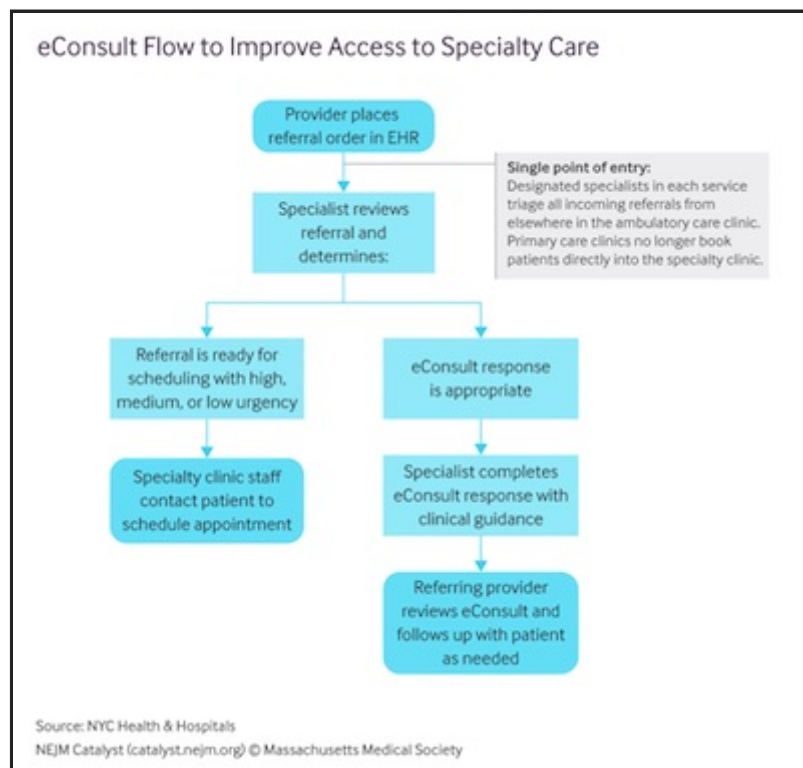 eConsult Flow to Improve Access to Specialty Care
Provider places
referral order in EHR
Single point of entry:
Designated specialists in each service
triage all incoming referrals from
elsewhere in the ambulatory care clinic.
Primary care clinics no longer book
patients directly into the specialty clinic.
Specialist reviews
referral and
determines:
Referral is ready for
scheduling with high,
medium, or low urgency
eConsult response
is appropriate
Specialty clinic staff
contact patient to
schedule appointment
Specialist completes
eConsult response with
clinical guidance
Referring provider
reviews eConsult and
follows up with patient
as needed
Source: NYC Health & Hospitals
NEJM Catalyst (catalyst.nejm.org) © Massachusetts Medical Society